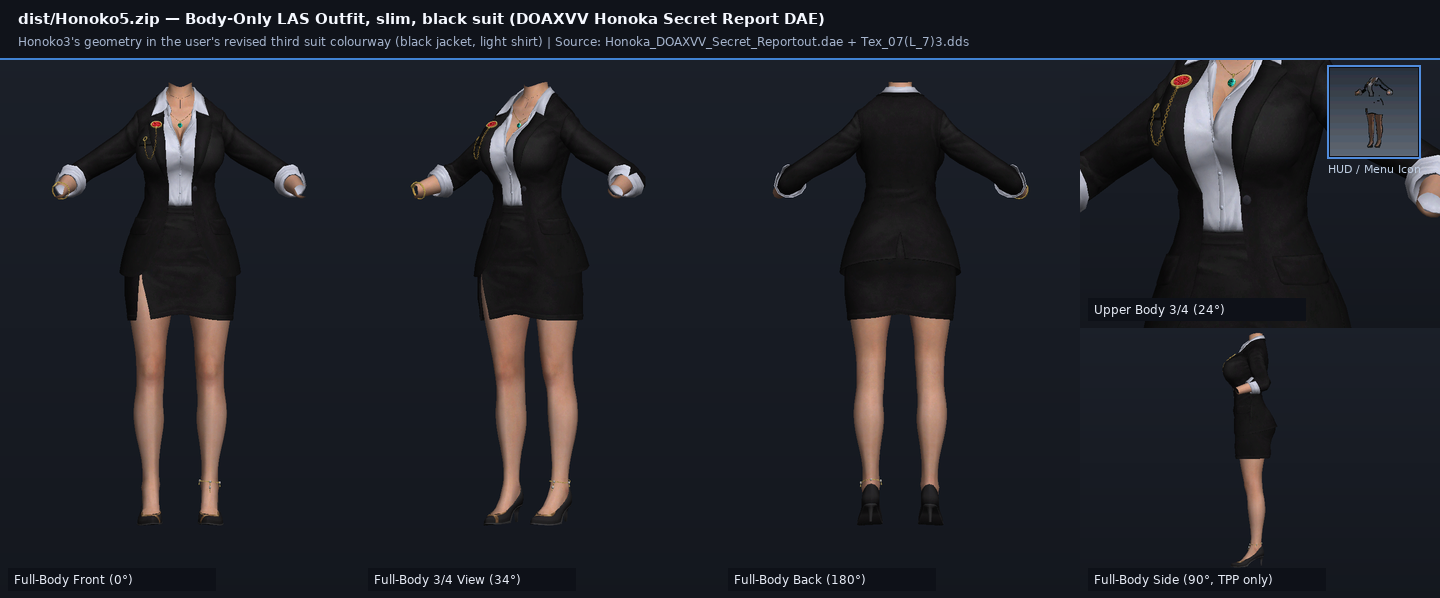 dist/Honoko5.zip — Body-Only LAS Outfit, slim, black suit (DOAXVV Honoka Secret Report DAE)
Honoko3's geometry in the user's revised third suit colourway (black jacket, light shirt) | Source: Honoka_DOAXVV_Secret_Reportout.dae + Tex_07(L_7)3.dds
HUD / Menu Icon
Upper Body 3/4 (24°)
Full-Body Front (0°)
Full-Body 3/4 View (34°)
Full-Body Back (180°)
Full-Body Side (90°, TPP only)